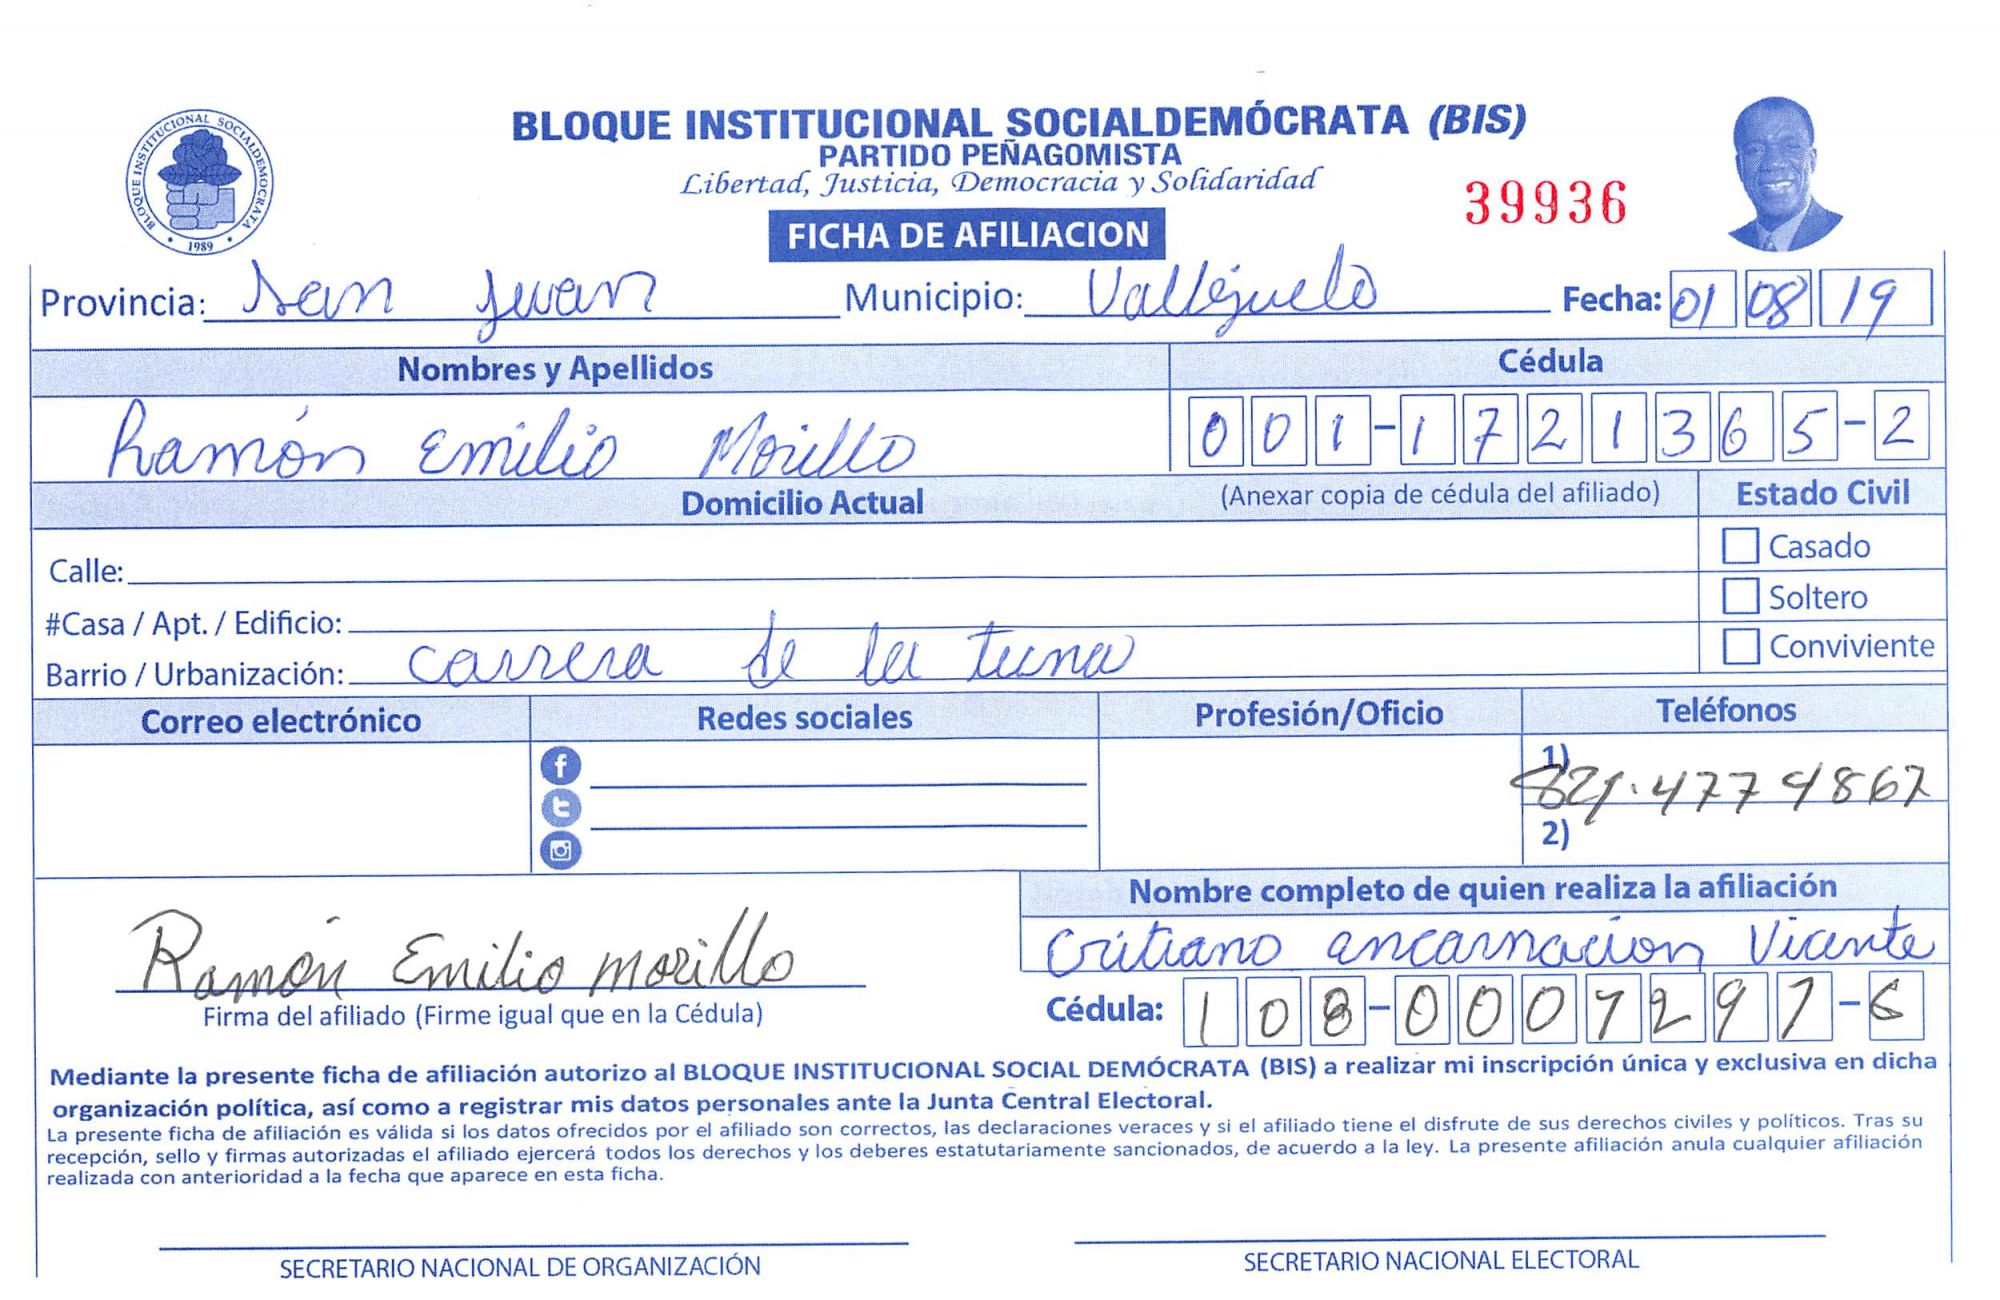 BLOQUE INSTITUCIONAL SOCIALDEMÓCRATA (BIS)
PARTIDO PEÑAGOMISTA
Libertad, Justicia, Democracia y Solidaridad
39936
BLOQUE INSTITUCIONAL SOCIALDEMOCRATA
1989
FICHA DE AFILIACION
Provincia: San Juan Municipio: Vallejuelo Fecha: 01 08 19
Nombres y Apellidos Cédula
Ramón Emilio Morillo 001-1721365-2
Domicilio Actual (Anexar copia de cédula del afiliado) Estado Civil
Calle: Casado
#Casa / Apt. / Edificio: Soltero
Barrio / Urbanización: carrera de la tuna Conviviente
Correo electrónico Redes sociales Profesión/Oficio Teléfonos
1) 829.4774867
2)
Nombre completo de quien realiza la afiliación
Critiano ancarnacion Vicente
Ramón Emilio morillo
Firma del afiliado (Firme igual que en la Cédula) Cédula: 108-0007297-6
Mediante la presente ficha de afiliación autorizo al BLOQUE INSTITUCIONAL SOCIAL DEMÓCRATA (BIS) a realizar mi inscripción única y exclusiva en dicha
organización política, así como a registrar mis datos personales ante la Junta Central Electoral.
La presente ficha de afiliación es válida si los datos ofrecidos por el afiliado son correctos, las declaraciones veraces y si el afiliado tiene el disfrute de sus derechos civiles y políticos. Tras su
recepción, sello y firmas autorizadas el afiliado ejercerá todos los derechos y los deberes estatutariamente sancionados, de acuerdo a la ley. La presente afiliación anula cualquier afiliación
realizada con anterioridad a la fecha que aparece en esta ficha.
SECRETARIO NACIONAL DE ORGANIZACIÓN SECRETARIO NACIONAL ELECTORAL